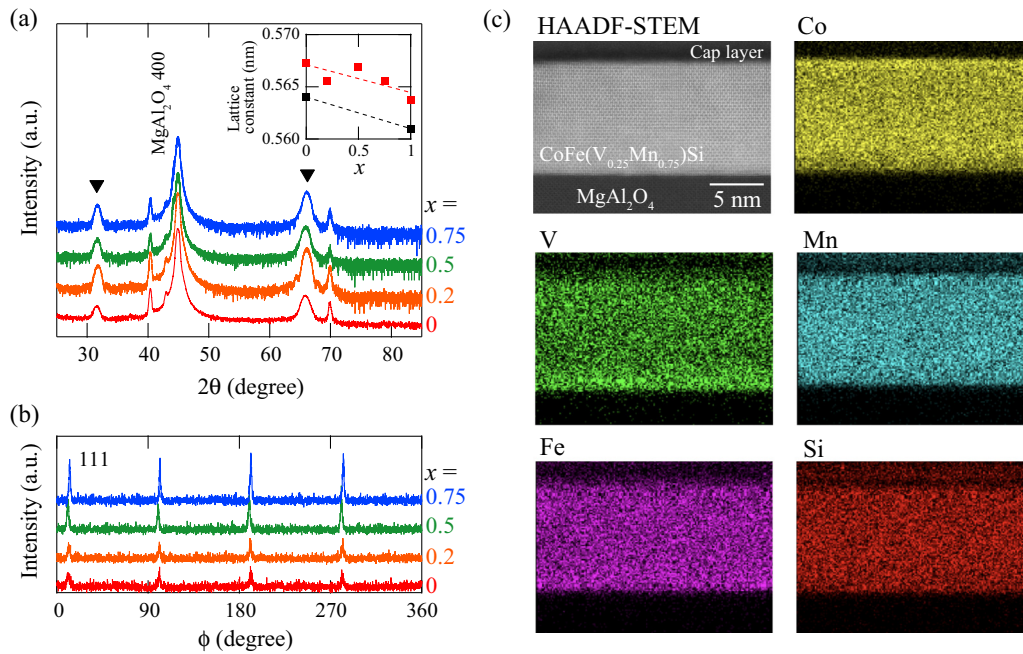 (a)
Intensity (a.u.)
MgAl₂O₄ 400
Lattice
constant (nm)
0.570
0.565
0.560
0
0.5
1
x
x =
0.75
0.5
0.2
0
30
40
50
60
70
80
2θ (degree)
(b)
Intensity (a.u.)
111
x =
0.75
0.5
0.2
0
0
90
180
270
360
ϕ (degree)
(c)
HAADF-STEM
Cap layer
CoFe(V₀.₂₅Mn₀.₇₅)Si
MgAl₂O₄
5 nm
Co
V
Mn
Fe
Si